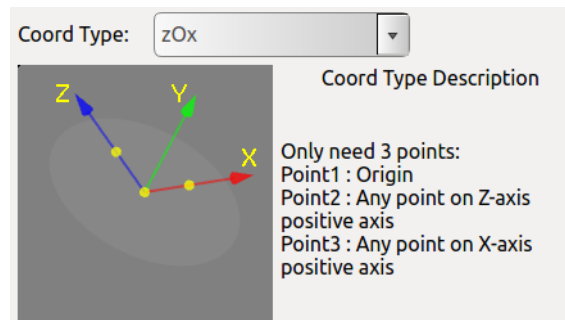 Coord Type: zOx
Coord Type Description
Z Y
X
Only need 3 points:
Point1 : Origin
Point2 : Any point on Z-axis
positive axis
Point3 : Any point on X-axis
positive axis